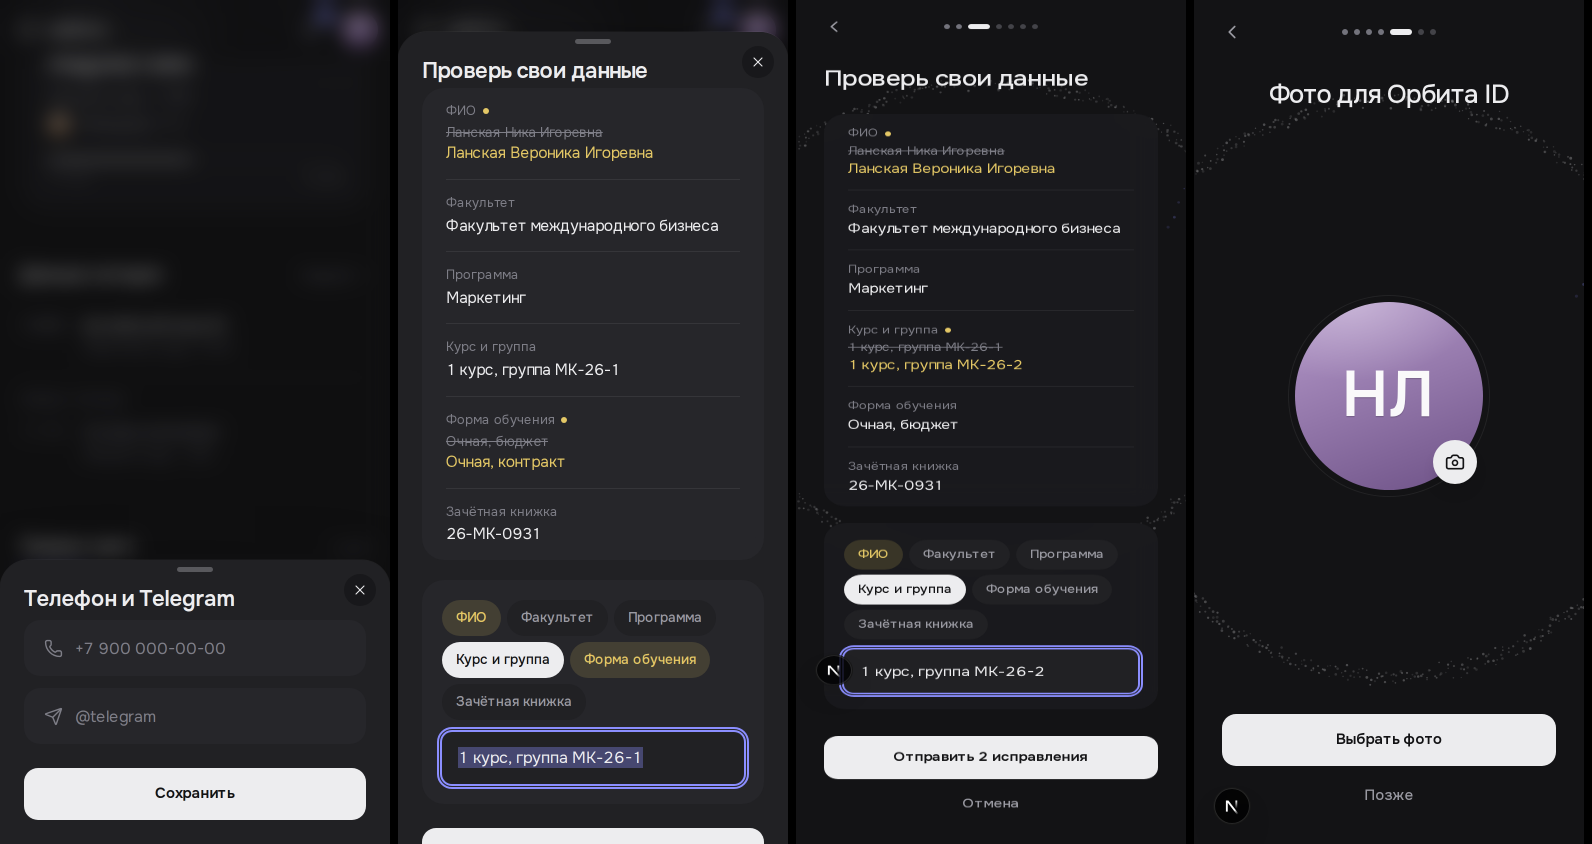 Телефон и Telegram
+7 900 000-00-00
@telegram
Сохранить
Проверь свои данные
ФИО
Ланская Ника Игоревна
Ланская Вероника Игоревна
Факультет
Факультет международного бизнеса
Программа
Маркетинг
Курс и группа
1 курс, группа МК-26-1
Форма обучения
Очная, бюджет
Очная, контракт
Зачётная книжка
26-МК-0931
ФИО Факультет Программа
Курс и группа Форма обучения
Зачётная книжка
1 курс, группа МК-26-1
Проверь свои данные
ФИО
Ланская Ника Игоревна
Ланская Вероника Игоревна
Факультет
Факультет международного бизнеса
Программа
Маркетинг
Курс и группа
1 курс, группа МК-26-1
1 курс, группа МК-26-2
Форма обучения
Очная, бюджет
Зачётная книжка
26-МК-0931
ФИО Факультет Программа
Курс и группа Форма обучения
Зачётная книжка
N
1 курс, группа МК-26-2
Отправить 2 исправления
Отмена
Фото для Орбита ID
НЛ
Выбрать фото
Позже
N